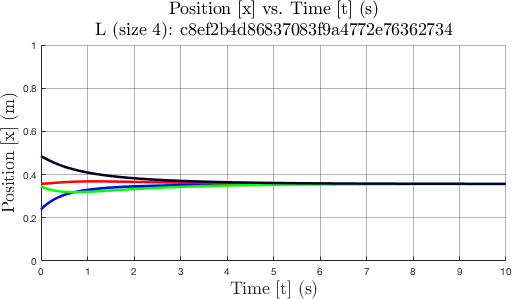 Position [x] vs. Time [t] (s)
L (size 4): c8ef2b4d86837083f9a4772e76362734
Position [x] (m)
1
0.8
0.6
0.4
0.2
0
0 1 2 3 4 5 6 7 8 9 10
Time [t] (s)